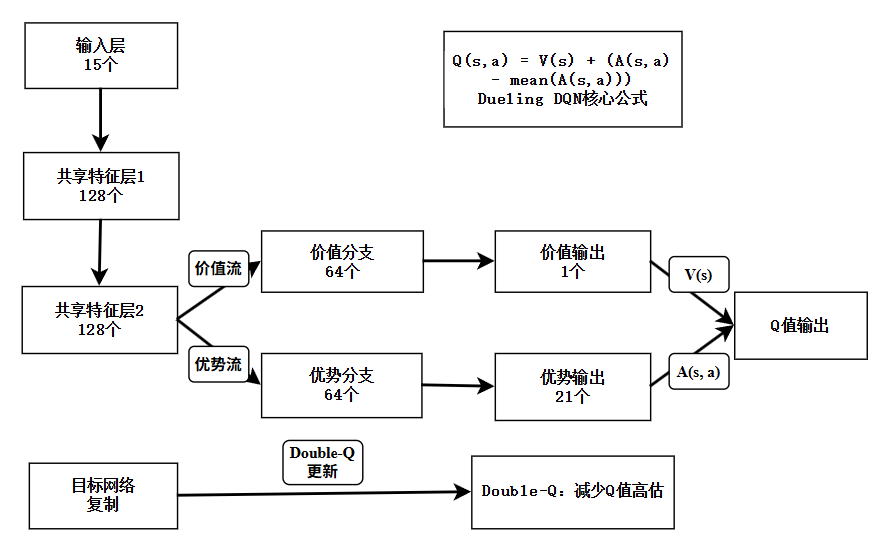 输入层
15个
Q(s,a) = V(s) + (A(s,a)
- mean(A(s,a)))
Dueling DQN核心公式
共享特征层1
128个
价值流
价值分支
64个
价值输出
1个
V(s)
共享特征层2
128个
Q值输出
优势流
优势分支
64个
优势输出
21个
A(s, a)
目标网络
复制
Double-Q
更新
Double-Q：减少Q值高估